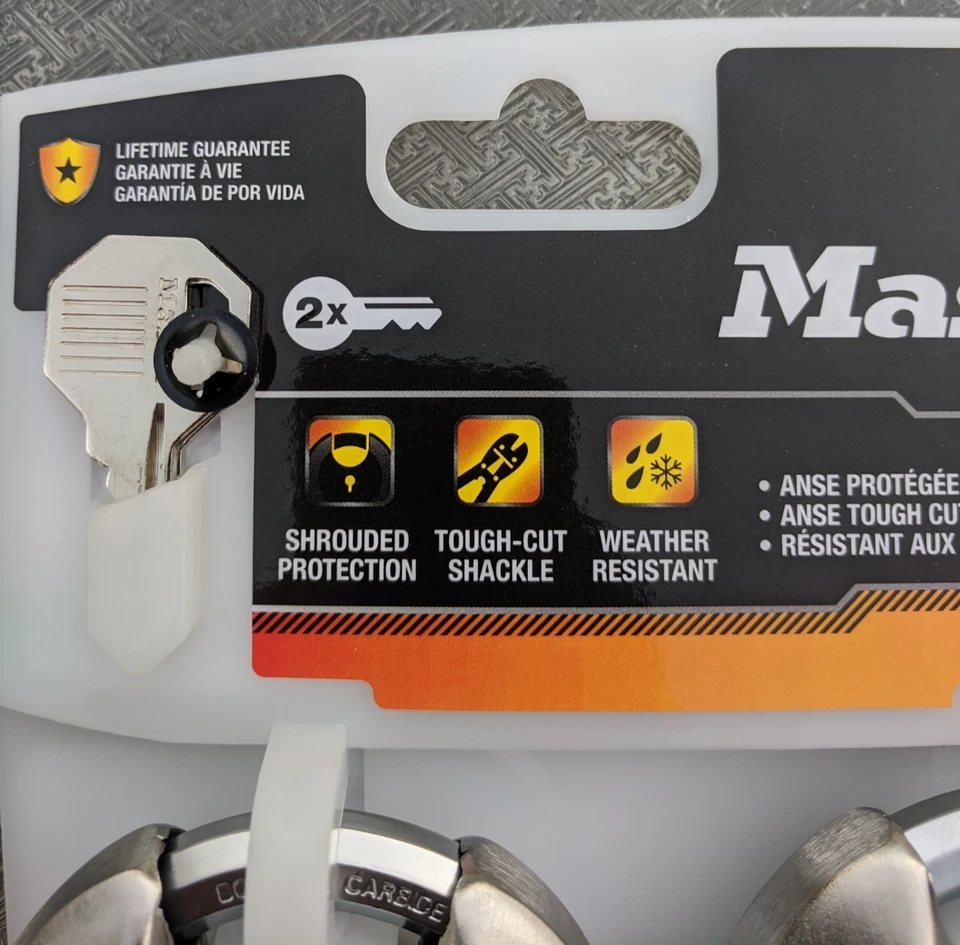 LIFETIME GUARANTEE
GARANTIE À VIE
GARANTÍA DE POR VIDA
2x
Mas
SHROUDED
PROTECTION
TOUGH-CUT
SHACKLE
WEATHER
RESISTANT
• ANSE PROTÉGÉE
• ANSE TOUGH CUT
• RÉSISTANT AUX
CARBIDE